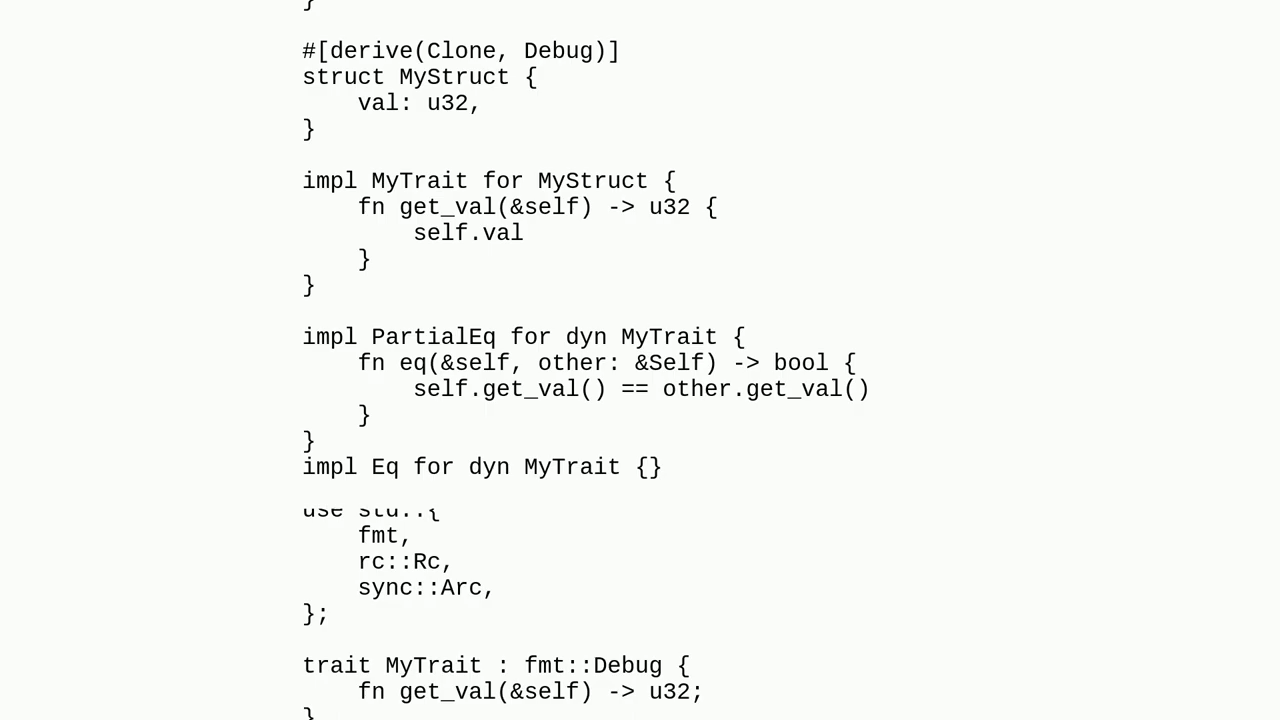 }

#[derive(Clone, Debug)]
struct MyStruct {
    val: u32,
}

impl MyTrait for MyStruct {
    fn get_val(&self) -> u32 {
        self.val
    }
}

impl PartialEq for dyn MyTrait {
    fn eq(&self, other: &Self) -> bool {
        self.get_val() == other.get_val()
    }
}
impl Eq for dyn MyTrait {}

use std::{
    fmt,
    rc::Rc,
    sync::Arc,
};

trait MyTrait : fmt::Debug {
    fn get_val(&self) -> u32;
}